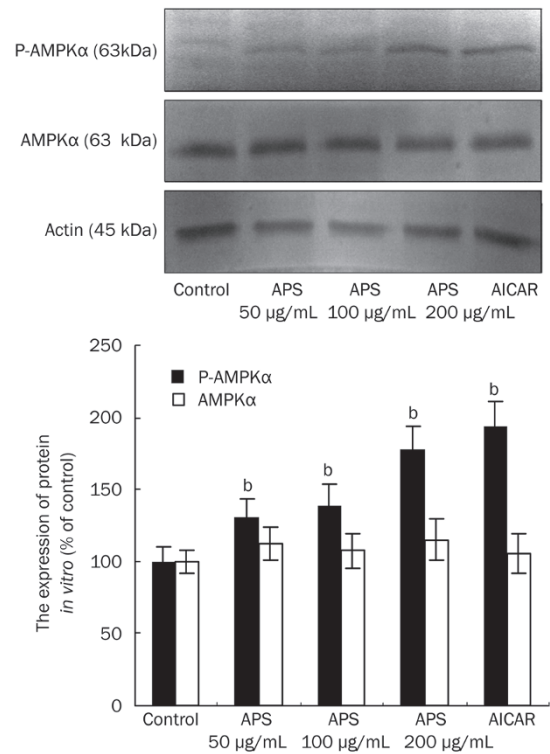 P-AMPKα (63kDa)
AMPKα (63 kDa)
Actin (45 kDa)
Control APS APS APS AICAR
50 µg/mL 100 µg/mL 200 µg/mL
250
200
150
100
50
0
The expression of protein
in vitro (% of control)
P-AMPKα
AMPKα
b
b
b
b
Control APS APS APS AICAR
50 µg/mL 100 µg/mL 200 µg/mL